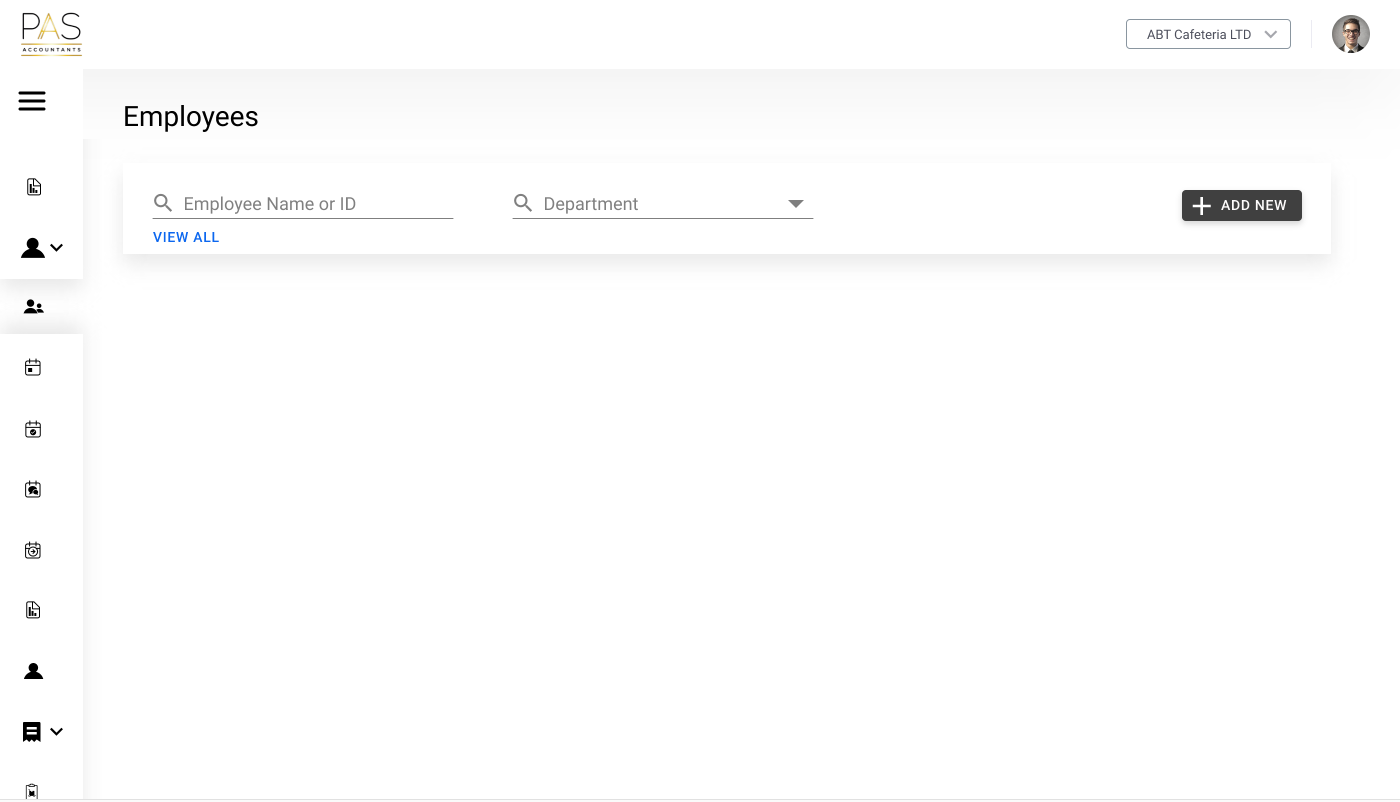 PAS
ACCOUNTANTS
ABT Cafeteria LTD
Employees
Employee Name or ID
Department
ADD NEW
VIEW ALL